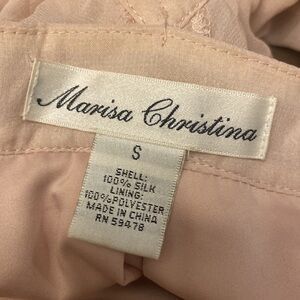 Marisa Christina
S
SHELL:
100% SILK
LINING:
100%POLYESTER
MADE IN CHINA
RN 59478